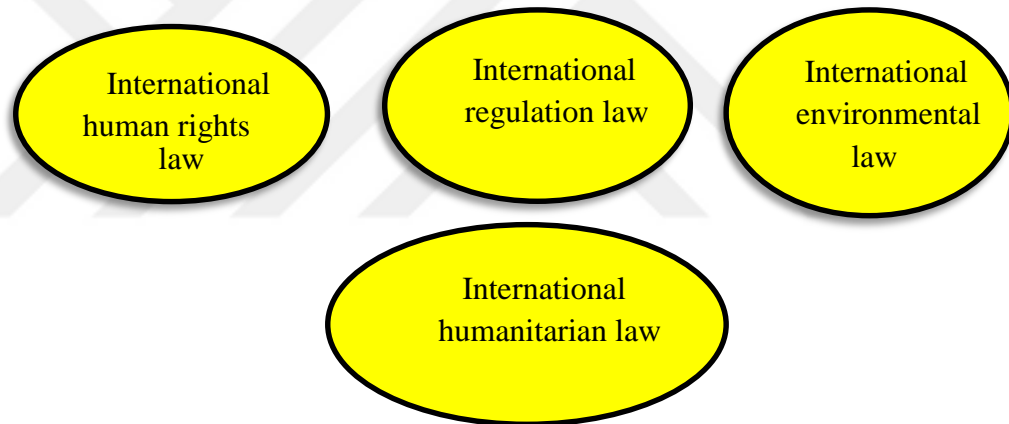 International
human rights
law
International
regulation law
International
environmental
law
International
humanitarian law